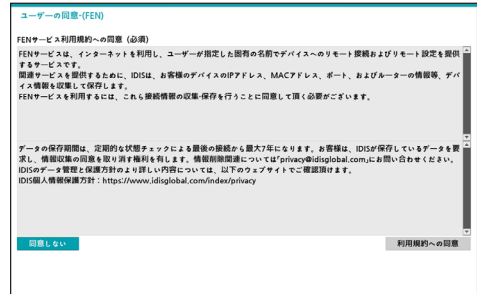 ユーザーの同意-(FEN)
FENサービス利用規約への同意 (必須)
FENサービスは、インターネットを利用し、ユーザーが指定した固有の名前でデバイスへのリモート接続およびリモート設定を提供
するサービスです。
関連サービスを提供するために、IDISは、お客様のデバイスのIPアドレス、MACアドレス、ポート、およびルーターの情報等、デバ
イス情報を収集して保存します。
FENサービスを利用するには、これら接続情報の収集·保存を行うことに同意して頂く必要がございます。
データの保存期間は、定期的な状態チェックによる最後の接続から最大7年になります。お客様は、IDISが保存しているデータを要
求し、情報収集の同意を取り消す権利を有します。情報削除関連については「privacy@idisglobal.com」にお問い合わせください。
IDISのデータ管理と保護方針のより詳しい内容については、以下のウェブサイトでご確認頂けます。
IDIS個人情報保護方針：https://www.idisglobal.com/index/privacy
同意しない
利用規約への同意